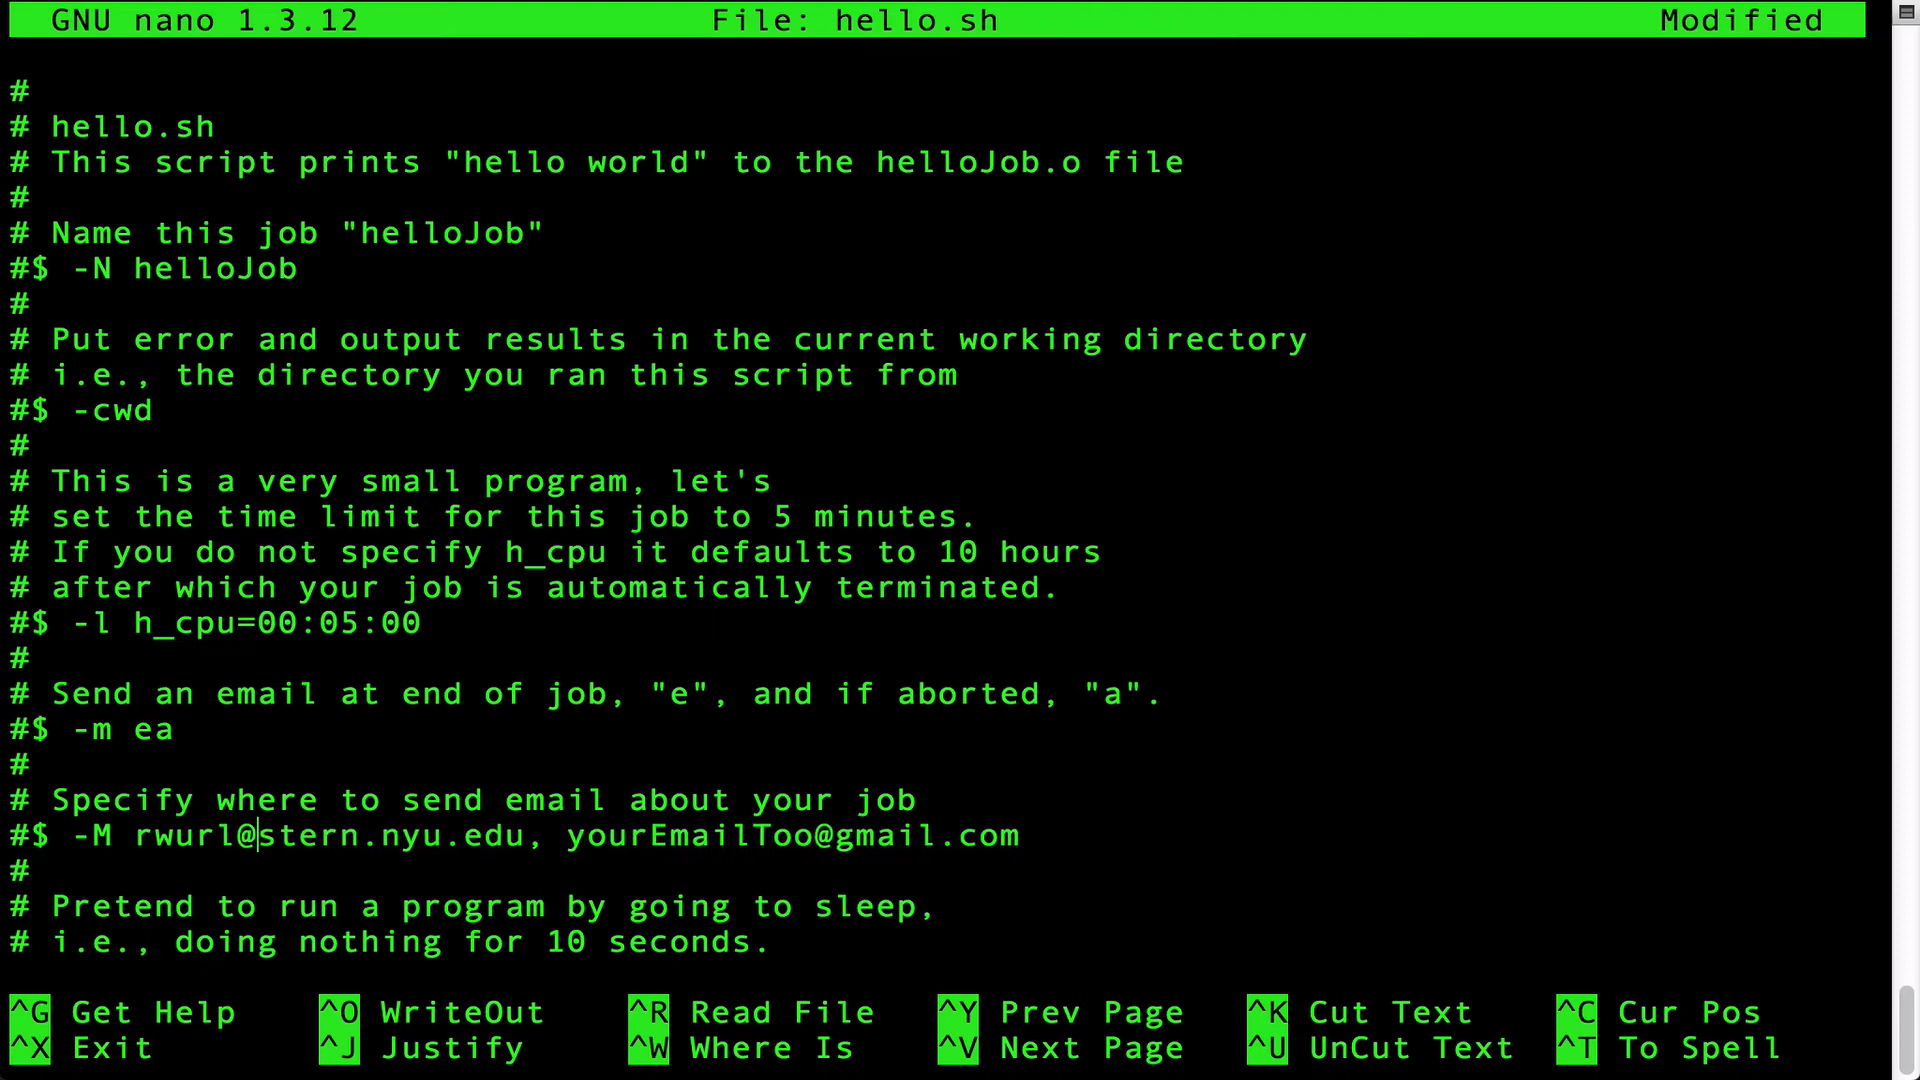 GNU nano 1.3.12 File: hello.sh Modified
#
# hello.sh
# This script prints "hello world" to the helloJob.o file
#
# Name this job "helloJob"
#$ -N helloJob
#
# Put error and output results in the current working directory
# i.e., the directory you ran this script from
#$ -cwd
#
# This is a very small program, let's
# set the time limit for this job to 5 minutes.
# If you do not specify h_cpu it defaults to 10 hours
# after which your job is automatically terminated.
#$ -l h_cpu=00:05:00
#
# Send an email at end of job, "e", and if aborted, "a".
#$ -m ea
#
# Specify where to send email about your job
#$ -M rwurl@stern.nyu.edu, yourEmailToo@gmail.com
#
# Pretend to run a program by going to sleep,
# i.e., doing nothing for 10 seconds.
^G Get Help ^O WriteOut ^R Read File ^Y Prev Page ^K Cut Text ^C Cur Pos
^X Exit ^J Justify ^W Where Is ^V Next Page ^U UnCut Text ^T To Spell